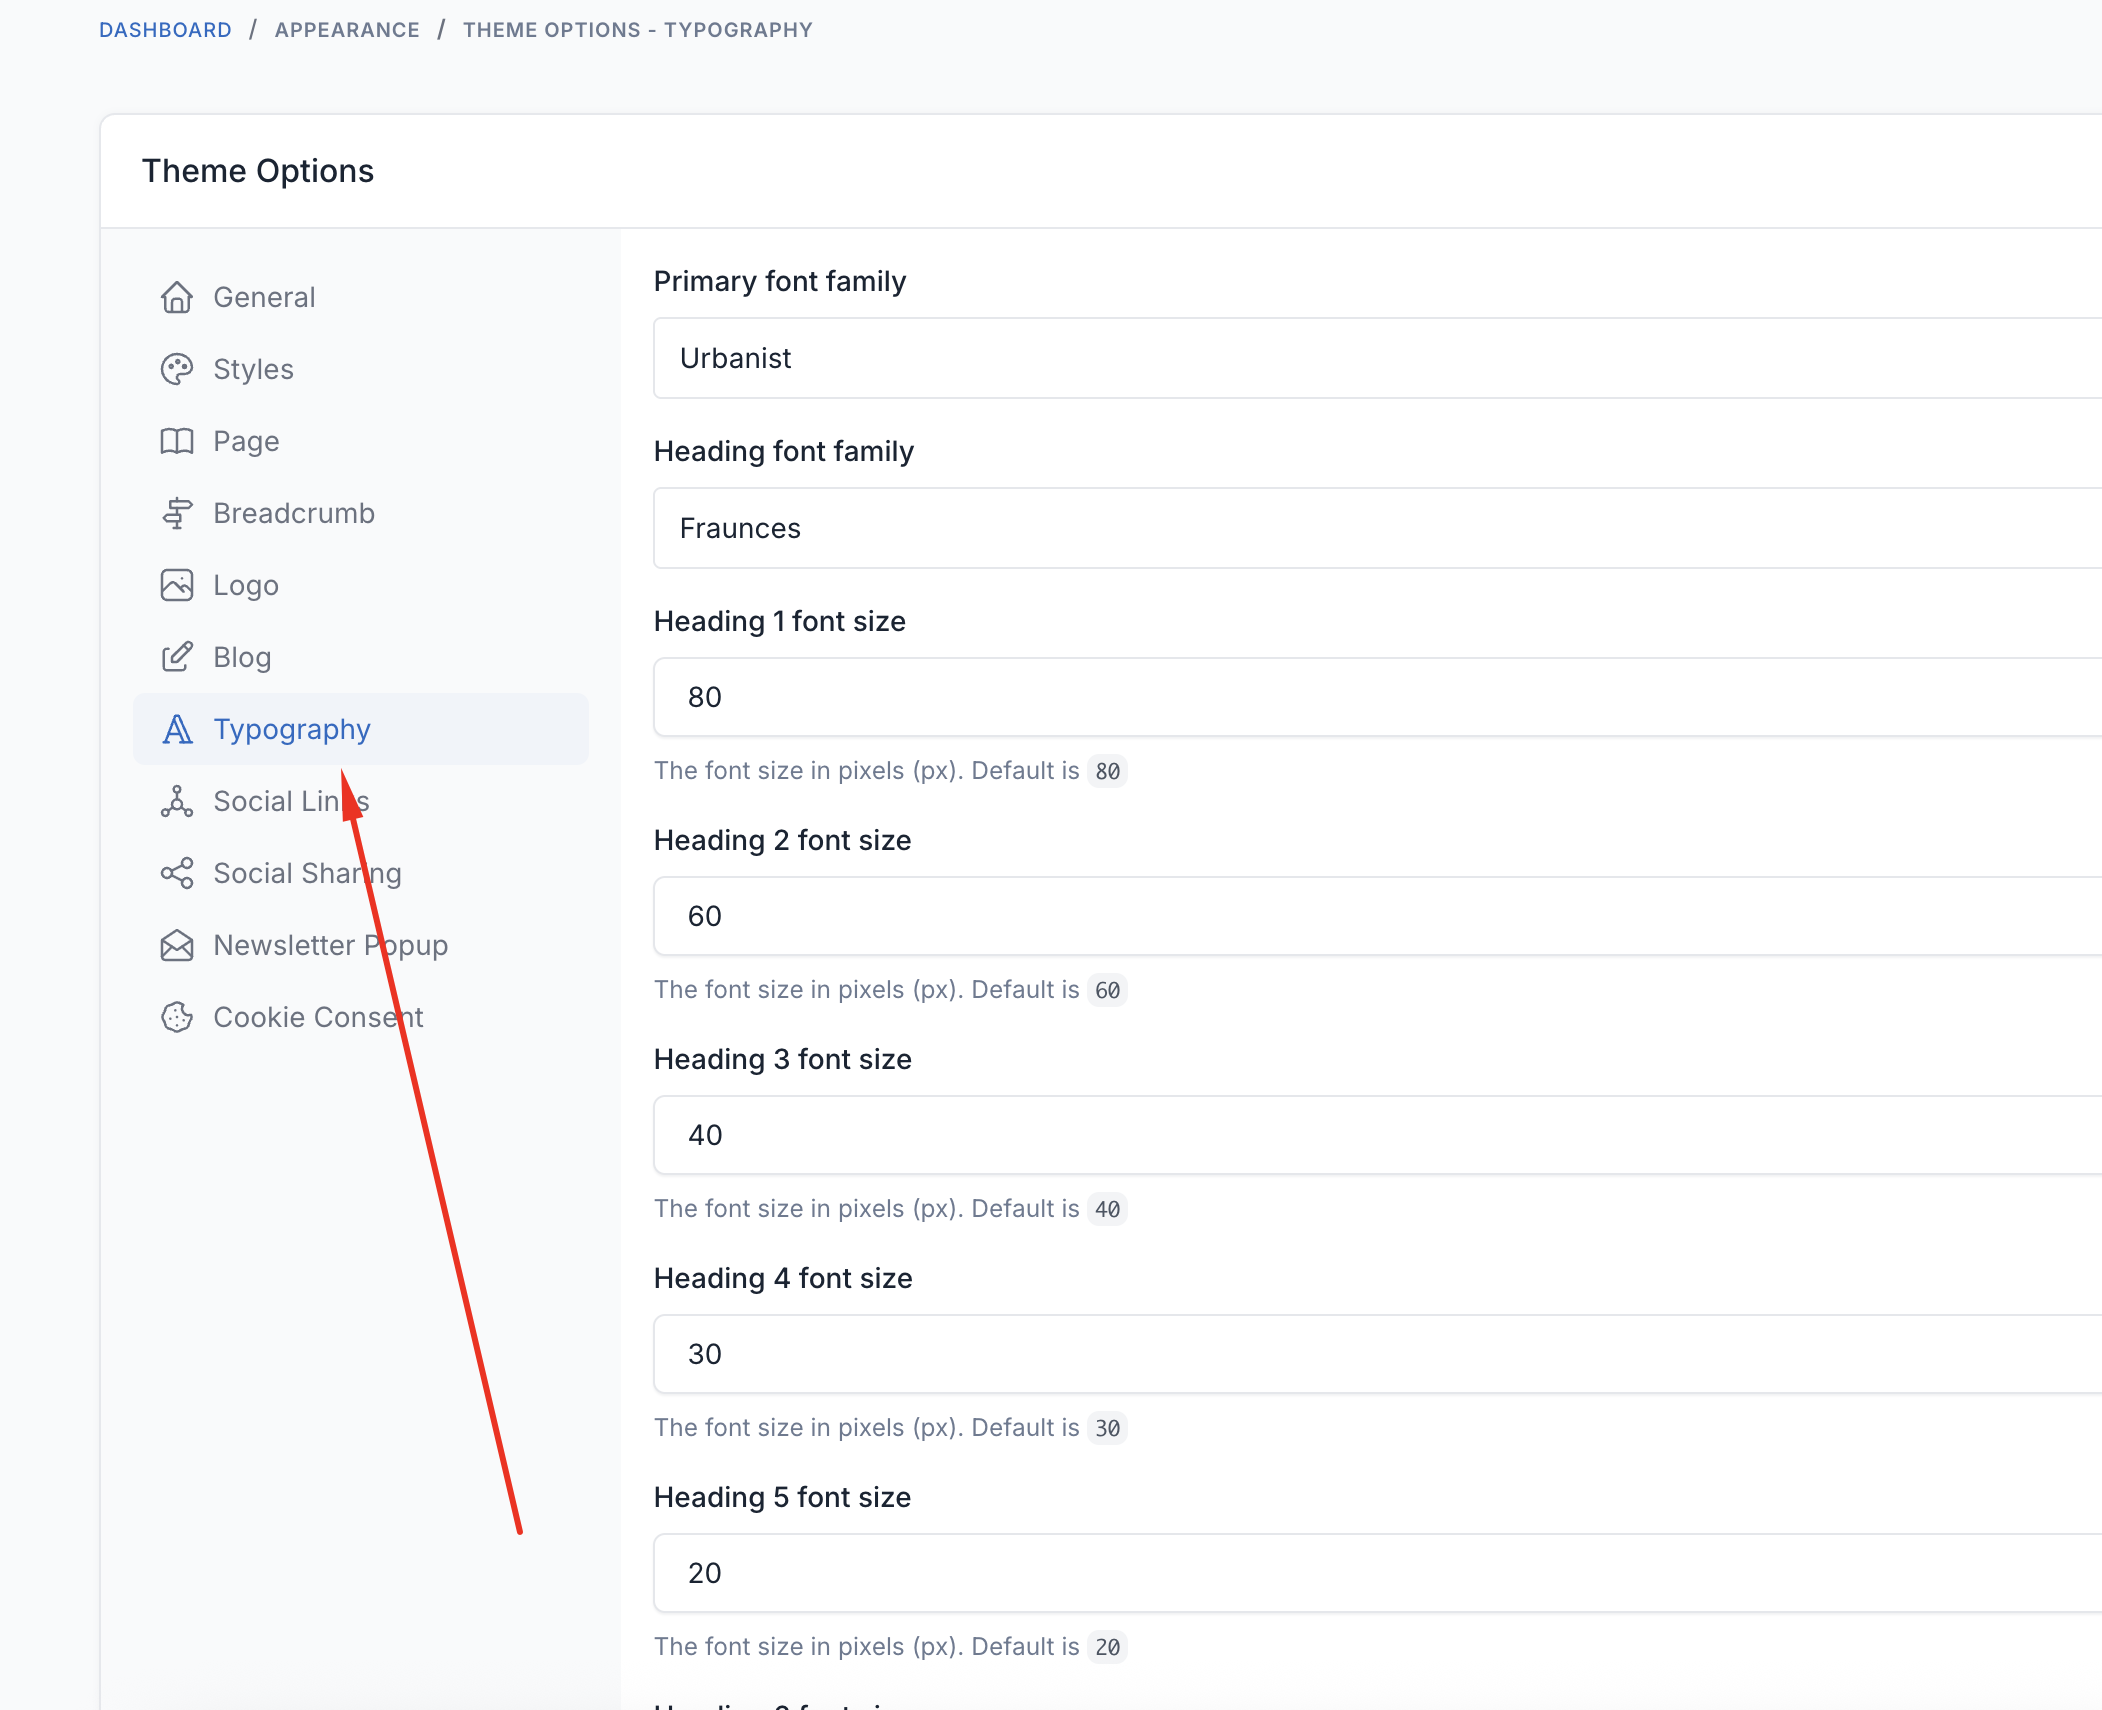 DASHBOARD / APPEARANCE / THEME OPTIONS - TYPOGRAPHY
Theme Options
General
Styles
Page
Breadcrumb
Logo
Blog
Typography
Social Links
Social Sharing
Newsletter Popup
Cookie Consent
Primary font family
Urbanist
Heading font family
Fraunces
Heading 1 font size
80
The font size in pixels (px). Default is 80
Heading 2 font size
60
The font size in pixels (px). Default is 60
Heading 3 font size
40
The font size in pixels (px). Default is 40
Heading 4 font size
30
The font size in pixels (px). Default is 30
Heading 5 font size
20
The font size in pixels (px). Default is 20